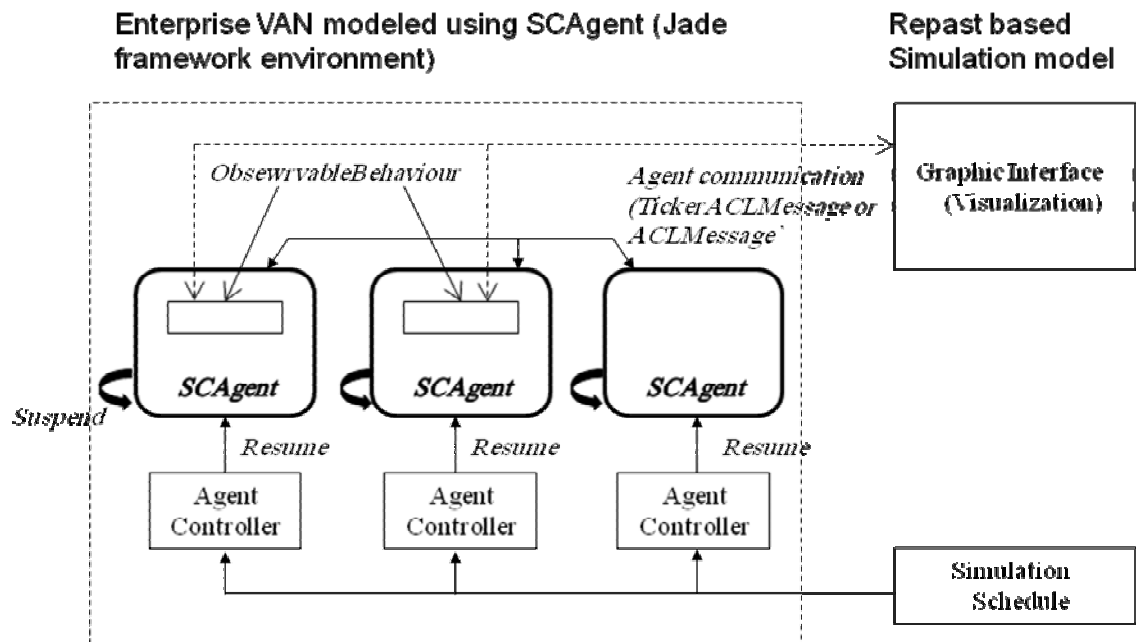 Enterprise VAN modeled using SCAgent (Jade
framework environment)
Repast based
Simulation model
ObsewrvableBehaviour
Agent communication
(TickerACLMessage or
ACLMessage`
Graphic Interface
(Visualization)
SCAgent
SCAgent
SCAgent
Suspend
Resume
Resume
Resume
Agent
Controller
Agent
Controller
Agent
Controller
Simulation
Schedule